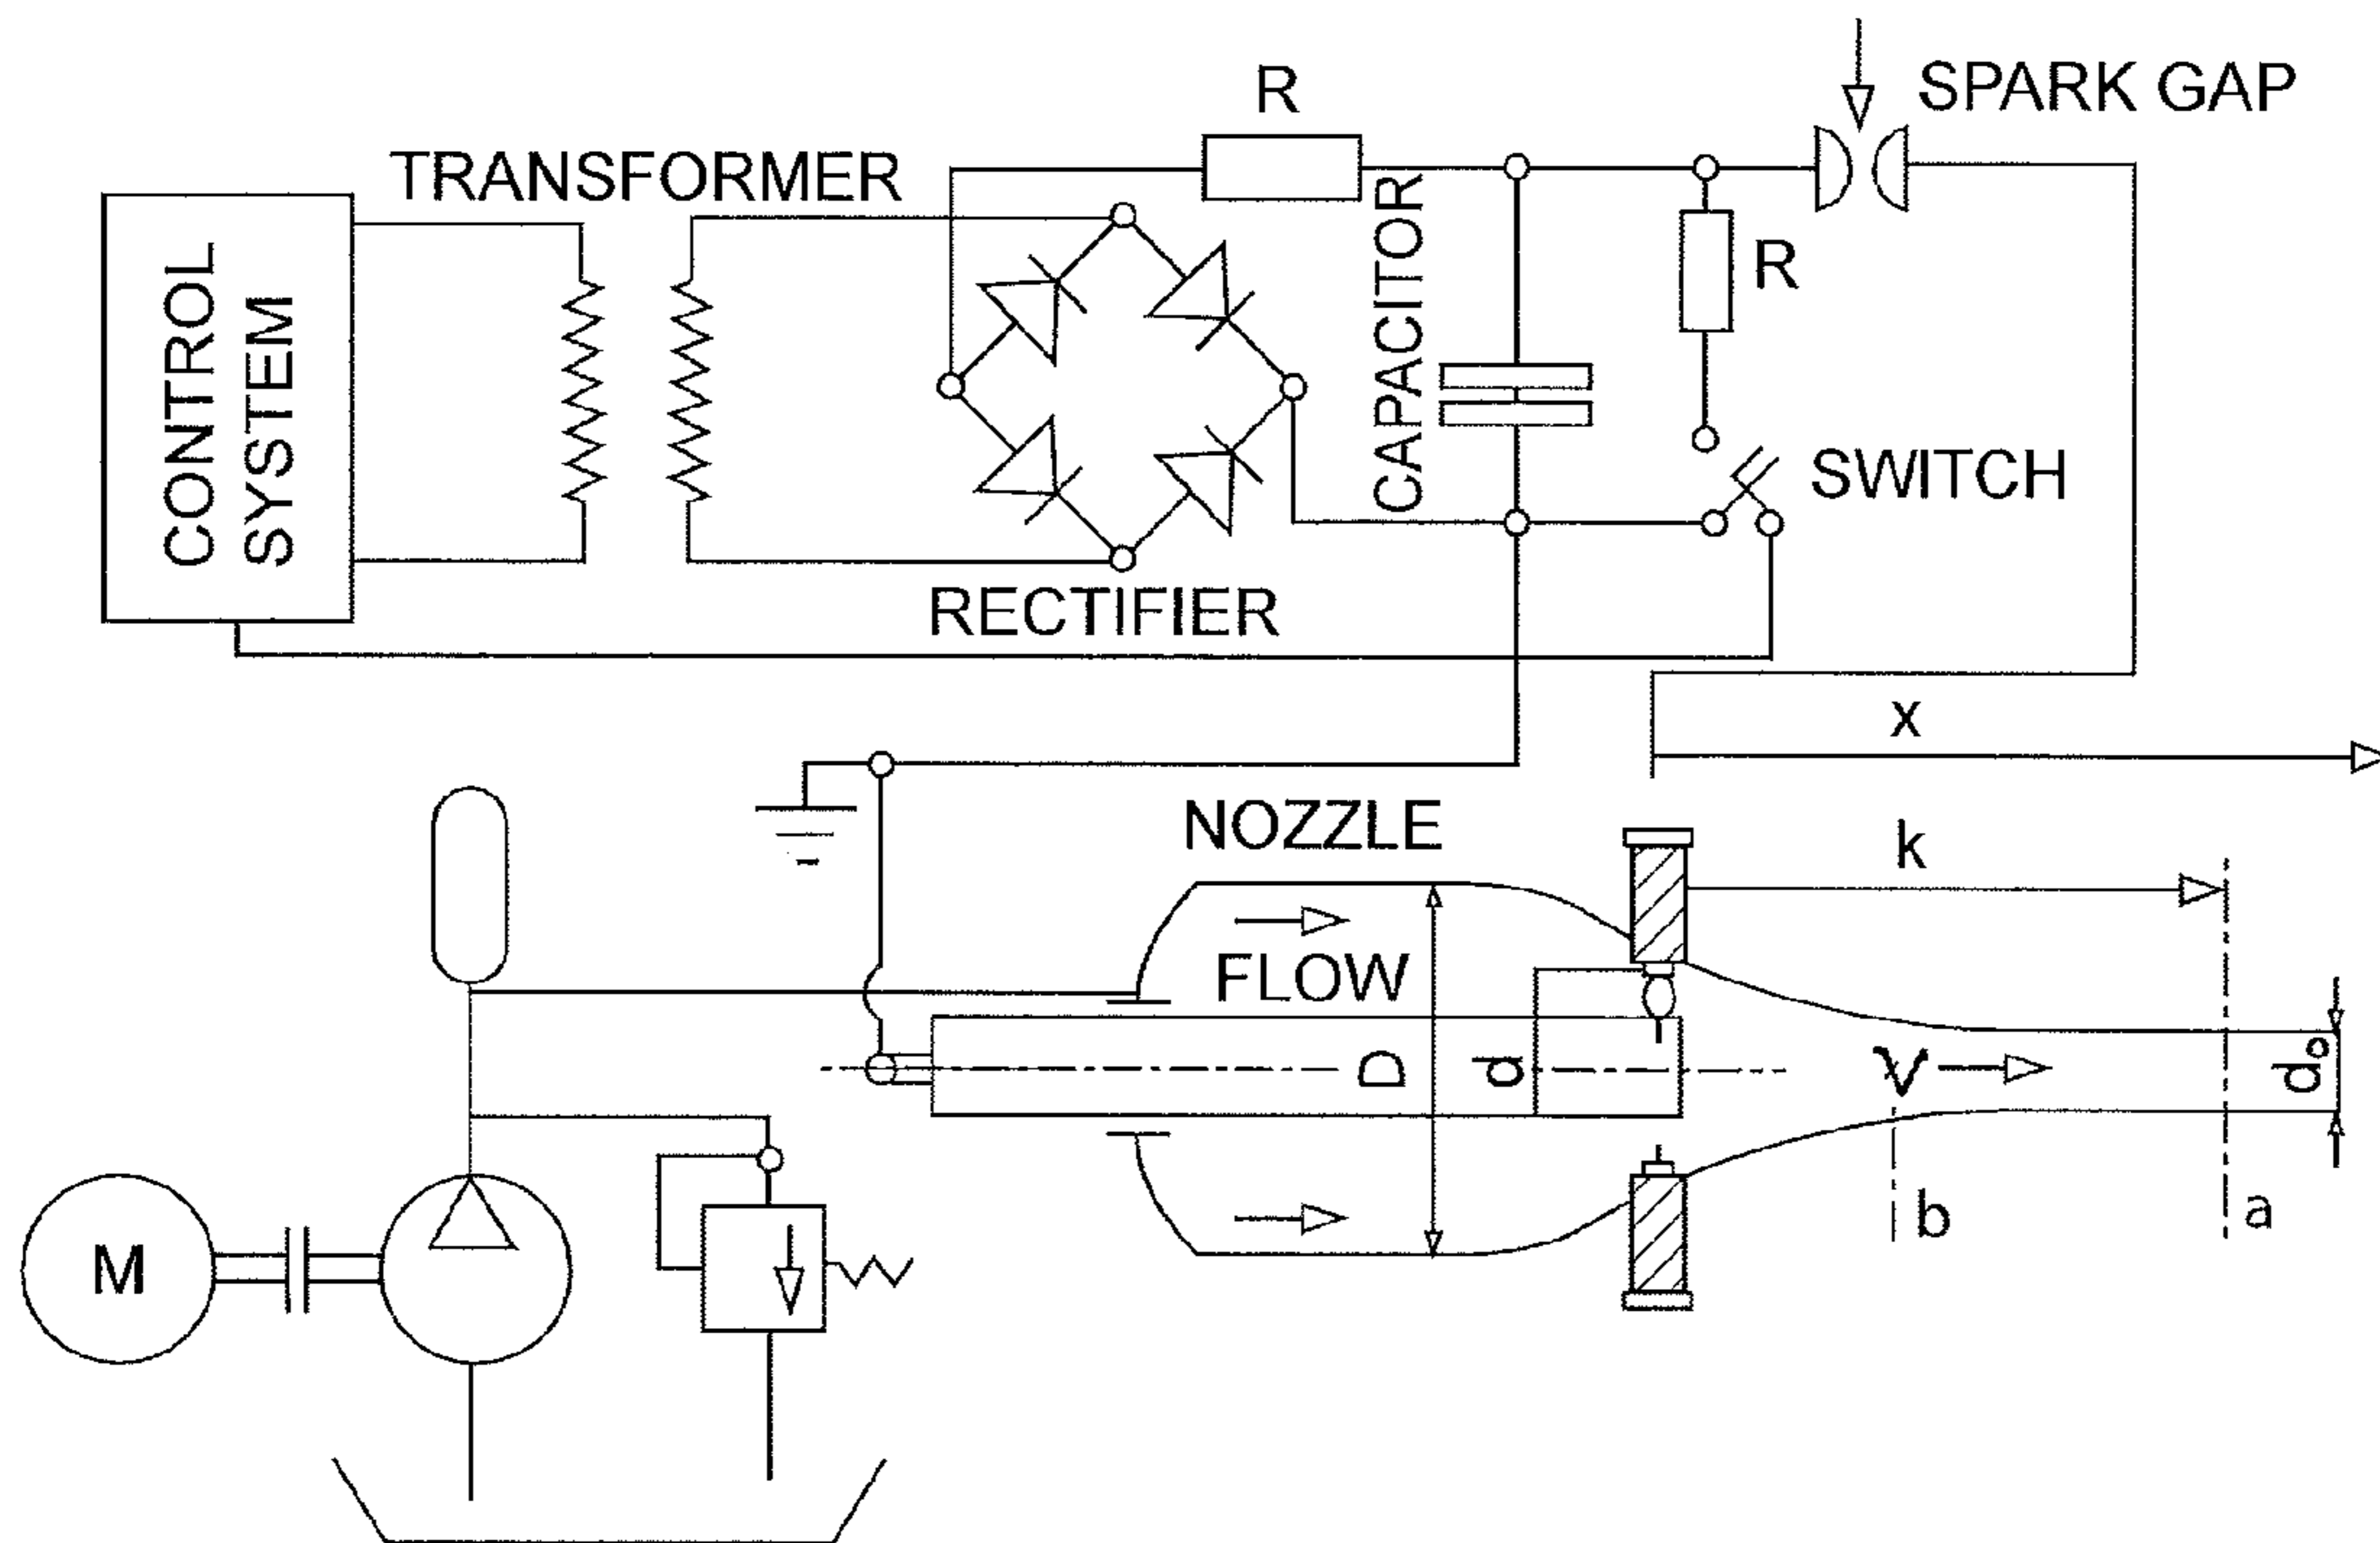 R
SPARK GAP
TRANSFORMER
CONTROL
SYSTEM
CAPACITOR
R
SWITCH
RECTIFIER
x
NOZZLE
k
FLOW
D
d
V
d₀
b
a
M